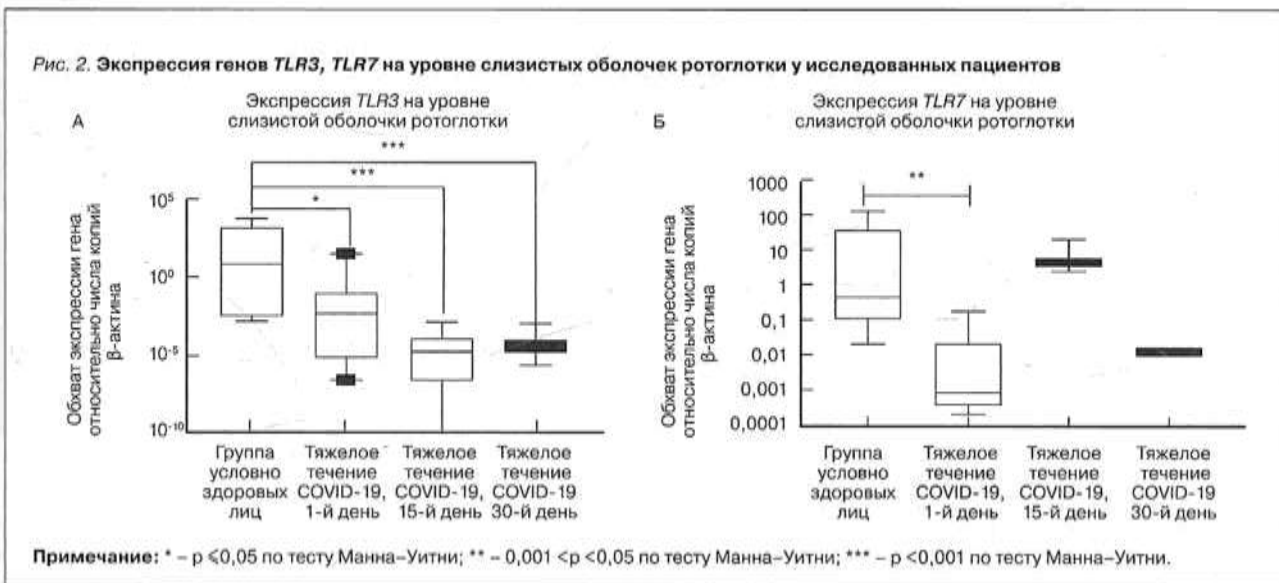 Рис. 2. Экспрессия генов TLR3, TLR7 на уровне слизистых оболочек ротоглотки у исследованных пациентов
А
Экспрессия TLR3 на уровне
слизистой оболочки ротоглотки
Обхват экспрессии гена
относительно числа копий
β-актина
10⁵
10⁰
10⁻⁵
10⁻¹⁰
***
***
*
Группа
условно
здоровых
лиц
Тяжелое
течение
COVID-19,
1-й день
Тяжелое
течение
COVID-19,
15-й день
Тяжелое
течение
COVID-19
30-й день
Б
Экспрессия TLR7 на уровне
слизистой оболочки ротоглотки
Обхват экспрессии гена
относительно числа копий
β-актина
1000
100
10
1
0,1
0,01
0,001
0,0001
**
Группа
условно
здоровых
лиц
Тяжелое
течение
COVID-19,
1-й день
Тяжелое
течение
COVID-19,
15-й день
Тяжелое
течение
COVID-19
30-й день
Примечание: * – p ⩽0,05 по тесту Манна–Уитни; ** – 0,001 <p <0,05 по тесту Манна–Уитни; *** – p <0,001 по тесту Манна–Уитни.